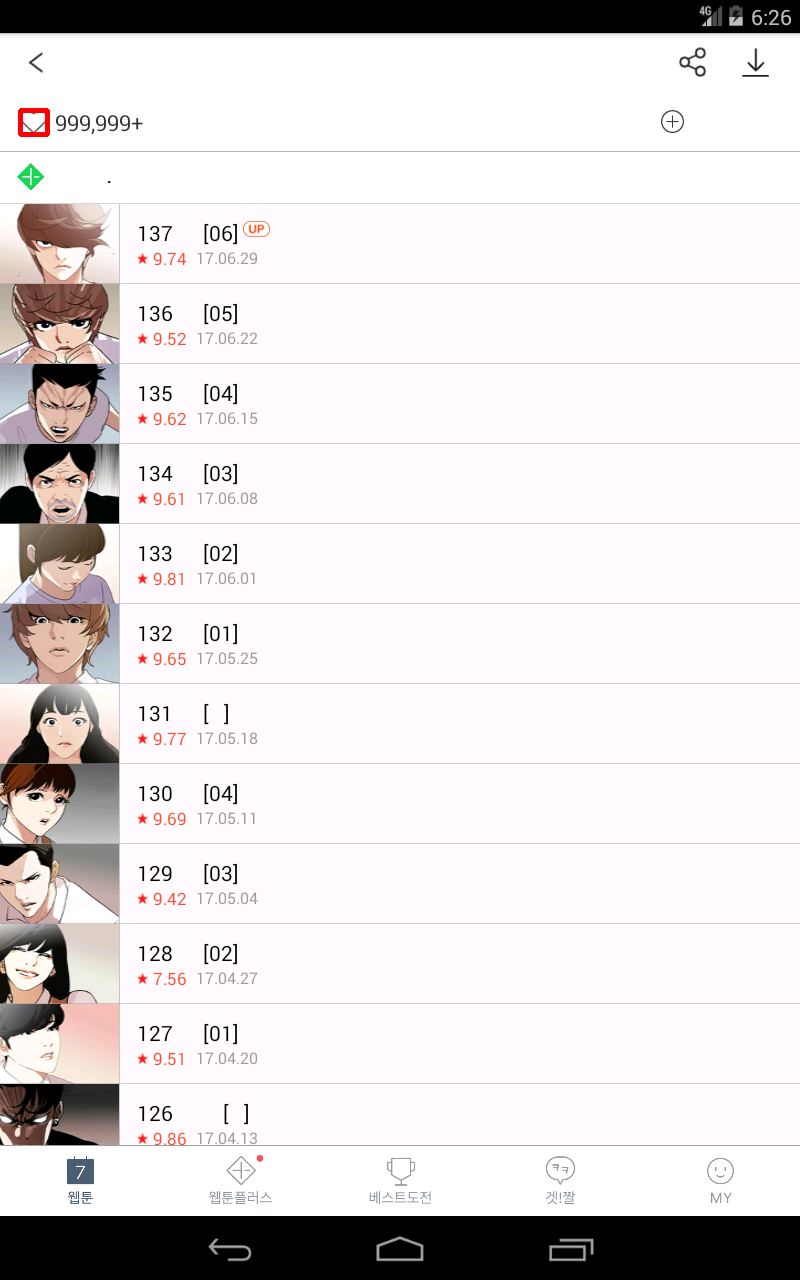 4G 6:26
999,999+
.
137 [06] UP
★ 9.74 17.06.29
136 [05]
★ 9.52 17.06.22
135 [04]
★ 9.62 17.06.15
134 [03]
★ 9.61 17.06.08
133 [02]
★ 9.81 17.06.01
132 [01]
★ 9.65 17.05.25
131 [ ]
★ 9.77 17.05.18
130 [04]
★ 9.69 17.05.11
129 [03]
★ 9.42 17.05.04
128 [02]
★ 7.56 17.04.27
127 [01]
★ 9.51 17.04.20
126 [ ]
★ 9.86 17.04.13
7 ㅋㅋ
웹툰 웹툰플러스 베스트도전 겟!짤 MY